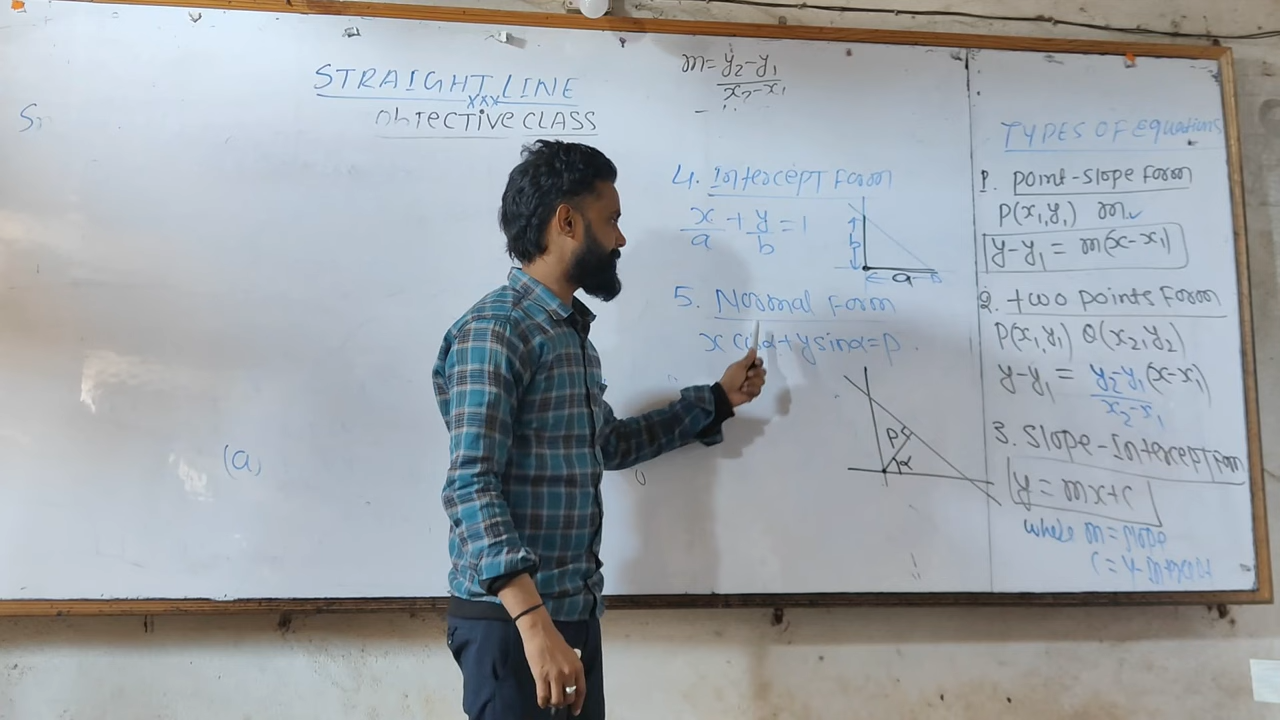 STRAIGHT LINE
xxx
ObJECTIVE CLASS
m = y₂-y₁ / x₂-x₁
4. Intercept Form
x/a + y/b = 1
b
a
5. Normal Form
x cosα + y sinα = P
P
α
(a)
TYPES OF Equations
1. Point-Slope Form
P(x₁,y₁) m
y-y₁ = m(x-x₁)
2. two points Form
P(x₁,y₁) Q(x₂,y₂)
y-y₁ = y₂-y₁ / x₂-x₁ (x-x₁)
3. Slope-Intercept Form
y = mx+c
where m = slope
c = y-intercept